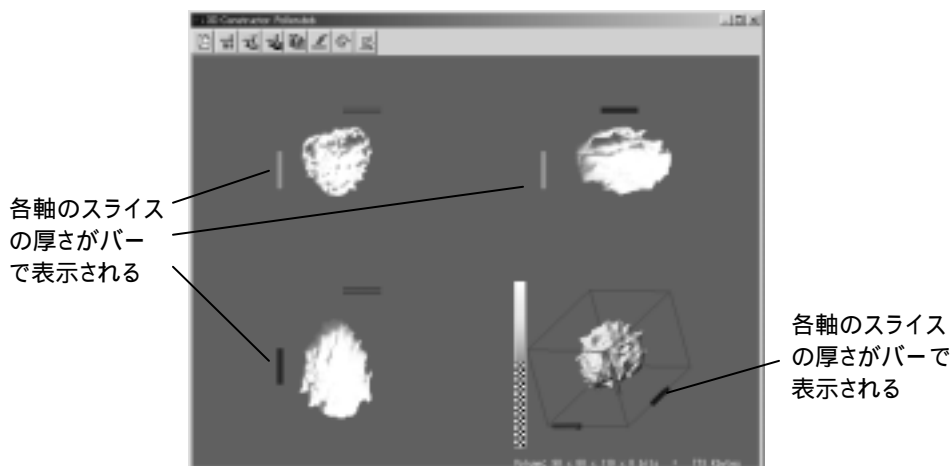 3D Constructor
各軸のスライス
の厚さがバー
で表示される
各軸のスライス
の厚さがバーで
表示される